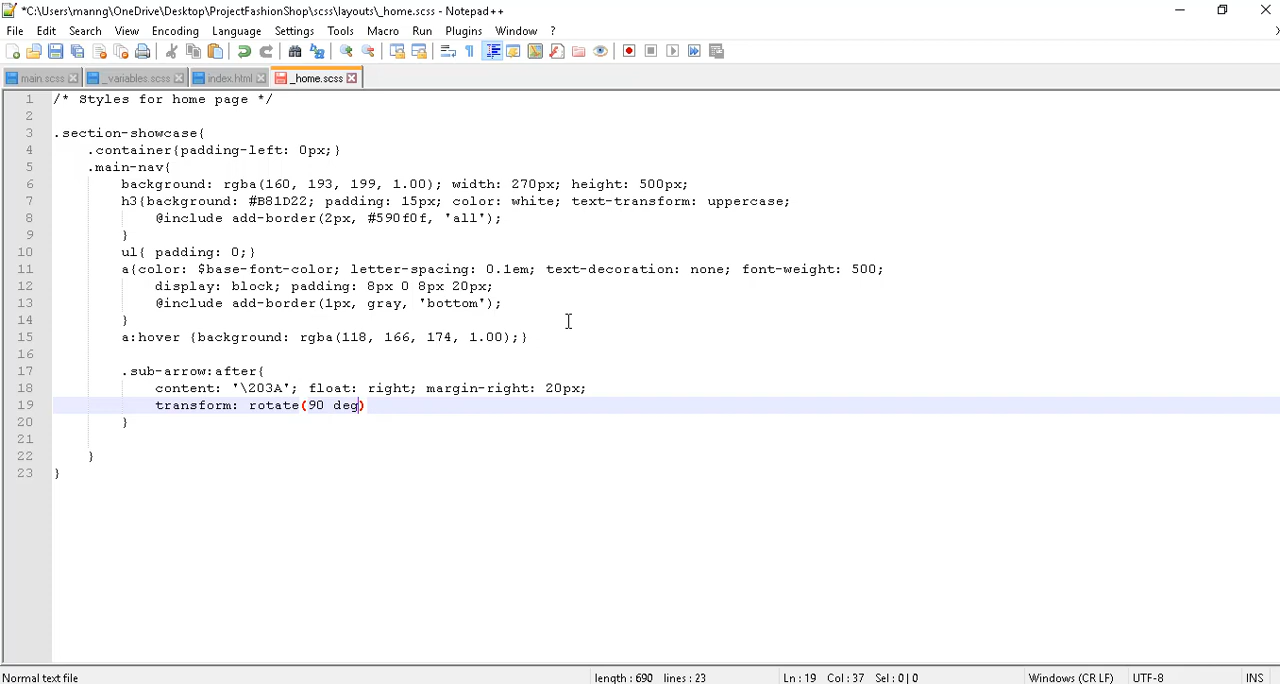 *C:\Users\manng\OneDrive\Desktop\ProjectFashionShop\scss\layouts\_home.scss - Notepad++
File Edit Search View Encoding Language Settings Tools Macro Run Plugins Window ?
main.scss _variables.scss index.html _home.scss
1 /* Styles for home page */
2
3 .section-showcase{
4 .container{padding-left: 0px;}
5 .main-nav{
6 background: rgba(160, 193, 199, 1.00); width: 270px; height: 500px;
7 h3{background: #B81D22; padding: 15px; color: white; text-transform: uppercase;
8 @include add-border(2px, #590f0f, 'all');
9 }
10 ul{ padding: 0;}
11 a{color: $base-font-color; letter-spacing: 0.1em; text-decoration: none; font-weight: 500;
12 display: block; padding: 8px 0 8px 20px;
13 @include add-border(1px, gray, 'bottom');
14 }
15 a:hover {background: rgba(118, 166, 174, 1.00);}
16
17 .sub-arrow:after{
18 content: '\203A'; float: right; margin-right: 20px;
19 transform: rotate(90 deg)
20 }
21
22 }
23 }
Normal text file length : 690 lines : 23 Ln : 19 Col : 37 Sel : 0 | 0 Windows (CR LF) UTF-8 INS